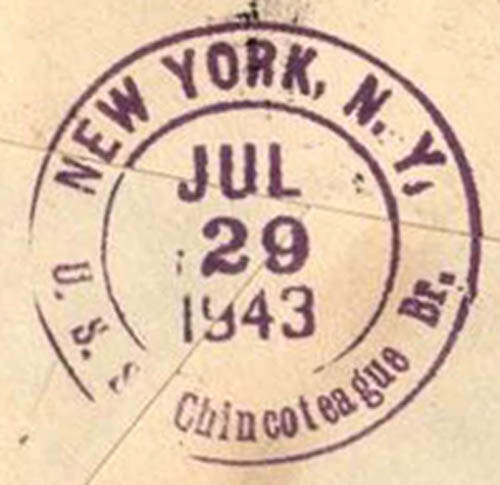 NEW YORK, N. Y.
JUL
29
1943
U. S. S. Chincoteague Br.